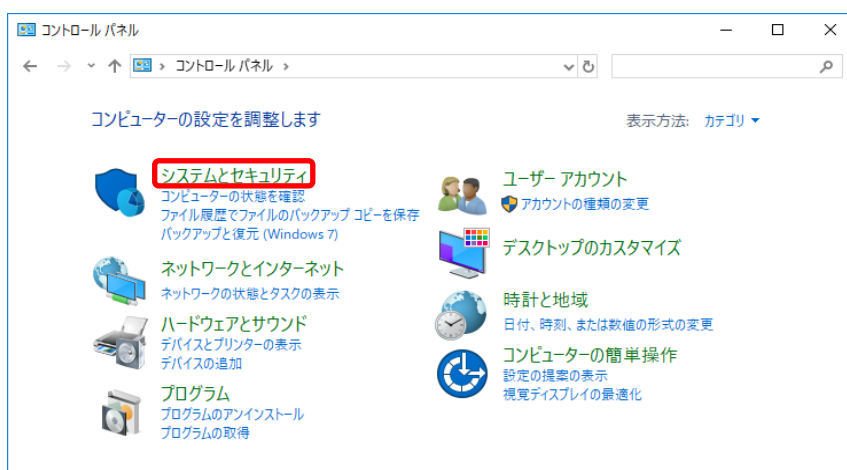 コントロール パネル
コントロール パネル
コンピューターの設定を調整します
表示方法: カテゴリ
システムとセキュリティ
コンピューターの状態を確認
ファイル履歴でファイルのバックアップ コピーを保存
バックアップと復元 (Windows 7)
ネットワークとインターネット
ネットワークの状態とタスクの表示
ハードウェアとサウンド
デバイスとプリンターの表示
デバイスの追加
プログラム
プログラムのアンインストール
プログラムの取得
ユーザー アカウント
アカウントの種類の変更
デスクトップのカスタマイズ
時計と地域
日付、時刻、または数値の形式の変更
コンピューターの簡単操作
設定の提案の表示
視覚ディスプレイの最適化